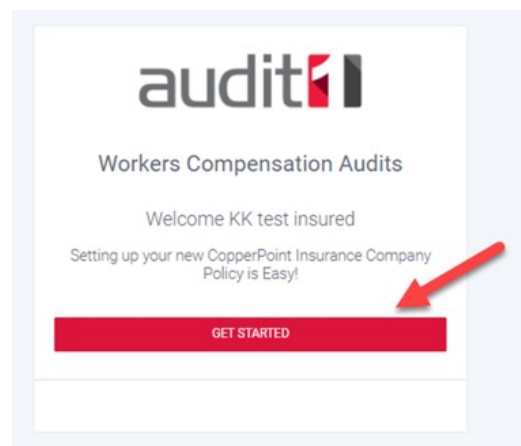 audit1
Workers Compensation Audits
Welcome KK test insured
Setting up your new CopperPoint Insurance Company
Policy is Easy!
GET STARTED